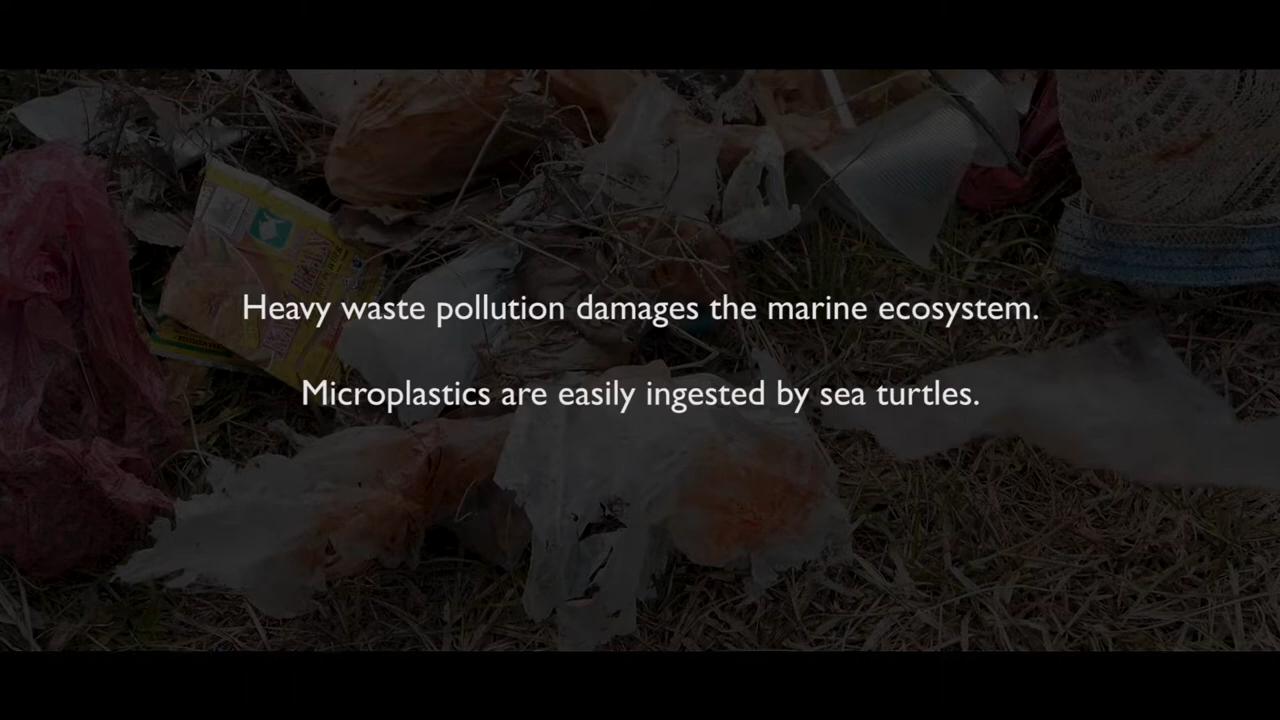 Heavy waste pollution damages the marine ecosystem.
Microplastics are easily ingested by sea turtles.